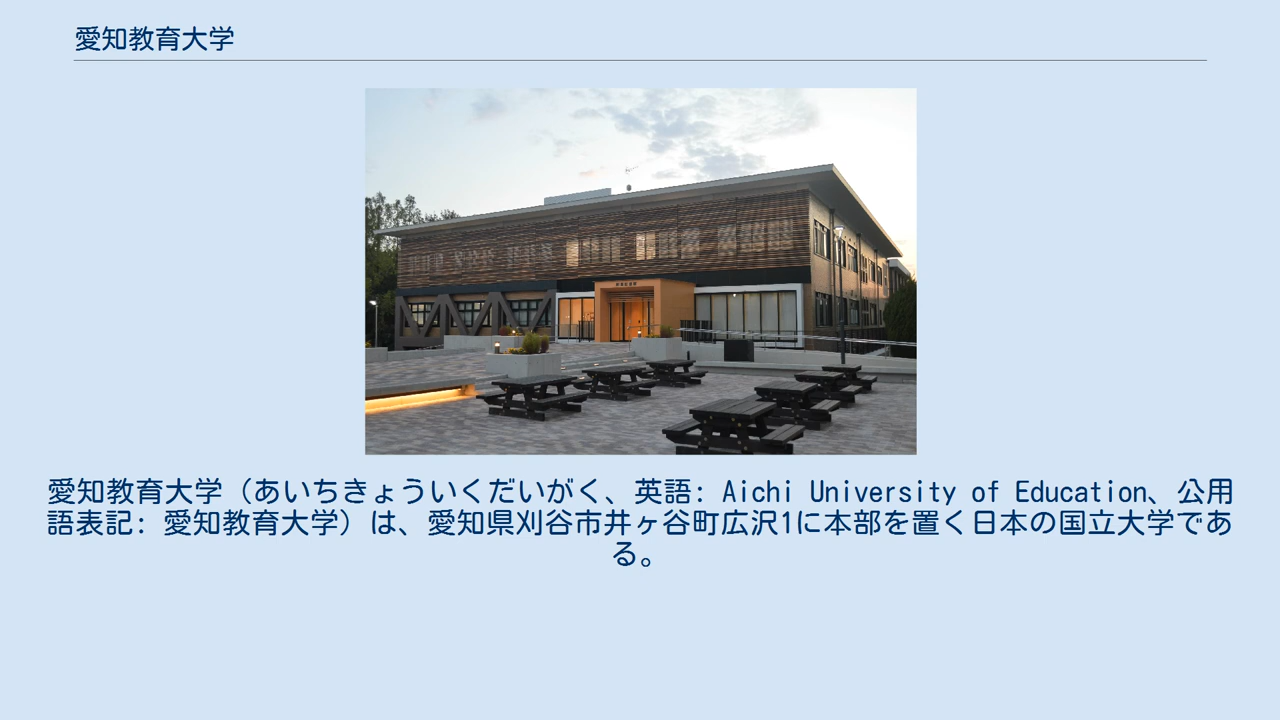 愛知教育大学
愛知教育大学（あいちきょういくだいがく、英語: Aichi University of Education、公用
語表記: 愛知教育大学）は、愛知県刈谷市井ヶ谷町広沢1に本部を置く日本の国立大学であ
る。